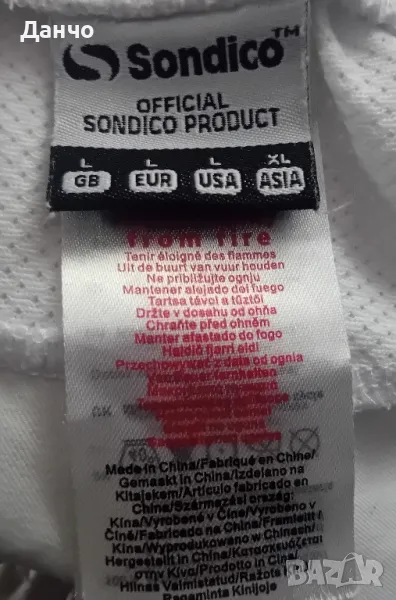 Данчо
Sondico™
OFFICIAL
SONDICO PRODUCT
L L L XL
GB EUR USA ASIA
from fire
Tenir éloigné des flammes
Uit de buurt van vuur houden
Ne približujte ognju
Mantener alejado del fuego
Tartsa távol a tűztől
Držte v dosahu od ohňa
Chraňte před ohněm
Manter afastado do fogo
Haldið fjarri eldi
Przechowywać z dala od ognia
Made in China/Fabriqué en Chine/
Gemaakt in China/Izdelano na
Kitajskem/Artículo fabricado en
China/Származási ország:
Kína/Vyrobené v Číne/Vyrobeno v
Číně/Fabricado na China/Framleitt í
Kína/Wyprodukowano w Chinach/
Hergestellt in China/Κατασκευάζεται
στην Κίνα/Prodotto in Cina/
Hiinas Valmistatud/Ražots
Pagaminta Kinijoje
BAZAR